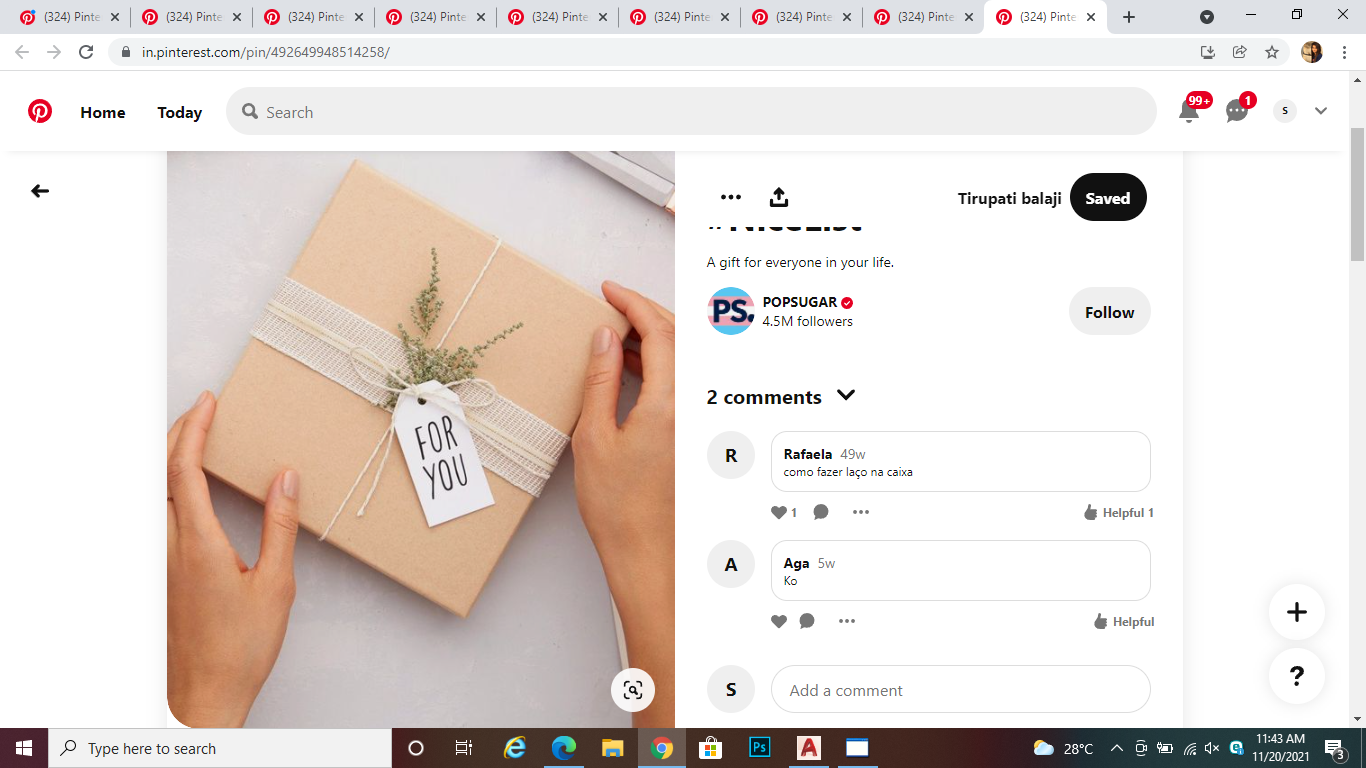 (324) Pinte
(324) Pinte
(324) Pinte
(324) Pinte
(324) Pinte
(324) Pinte
(324) Pinte
(324) Pinte
(324) Pinte
in.pinterest.com/pin/492649948514258/
Home
Today
Search
99+
1
S
Tirupati balaji
Saved
A gift for everyone in your life.
PS.
POPSUGAR
4.5M followers
Follow
2 comments
R
Rafaela 49w
como fazer laço na caixa
1
Helpful 1
A
Aga 5w
Ko
Helpful
S
Add a comment
?
FOR
YOU
Type here to search
Ps
A
28°C
11:43 AM
11/20/2021
3